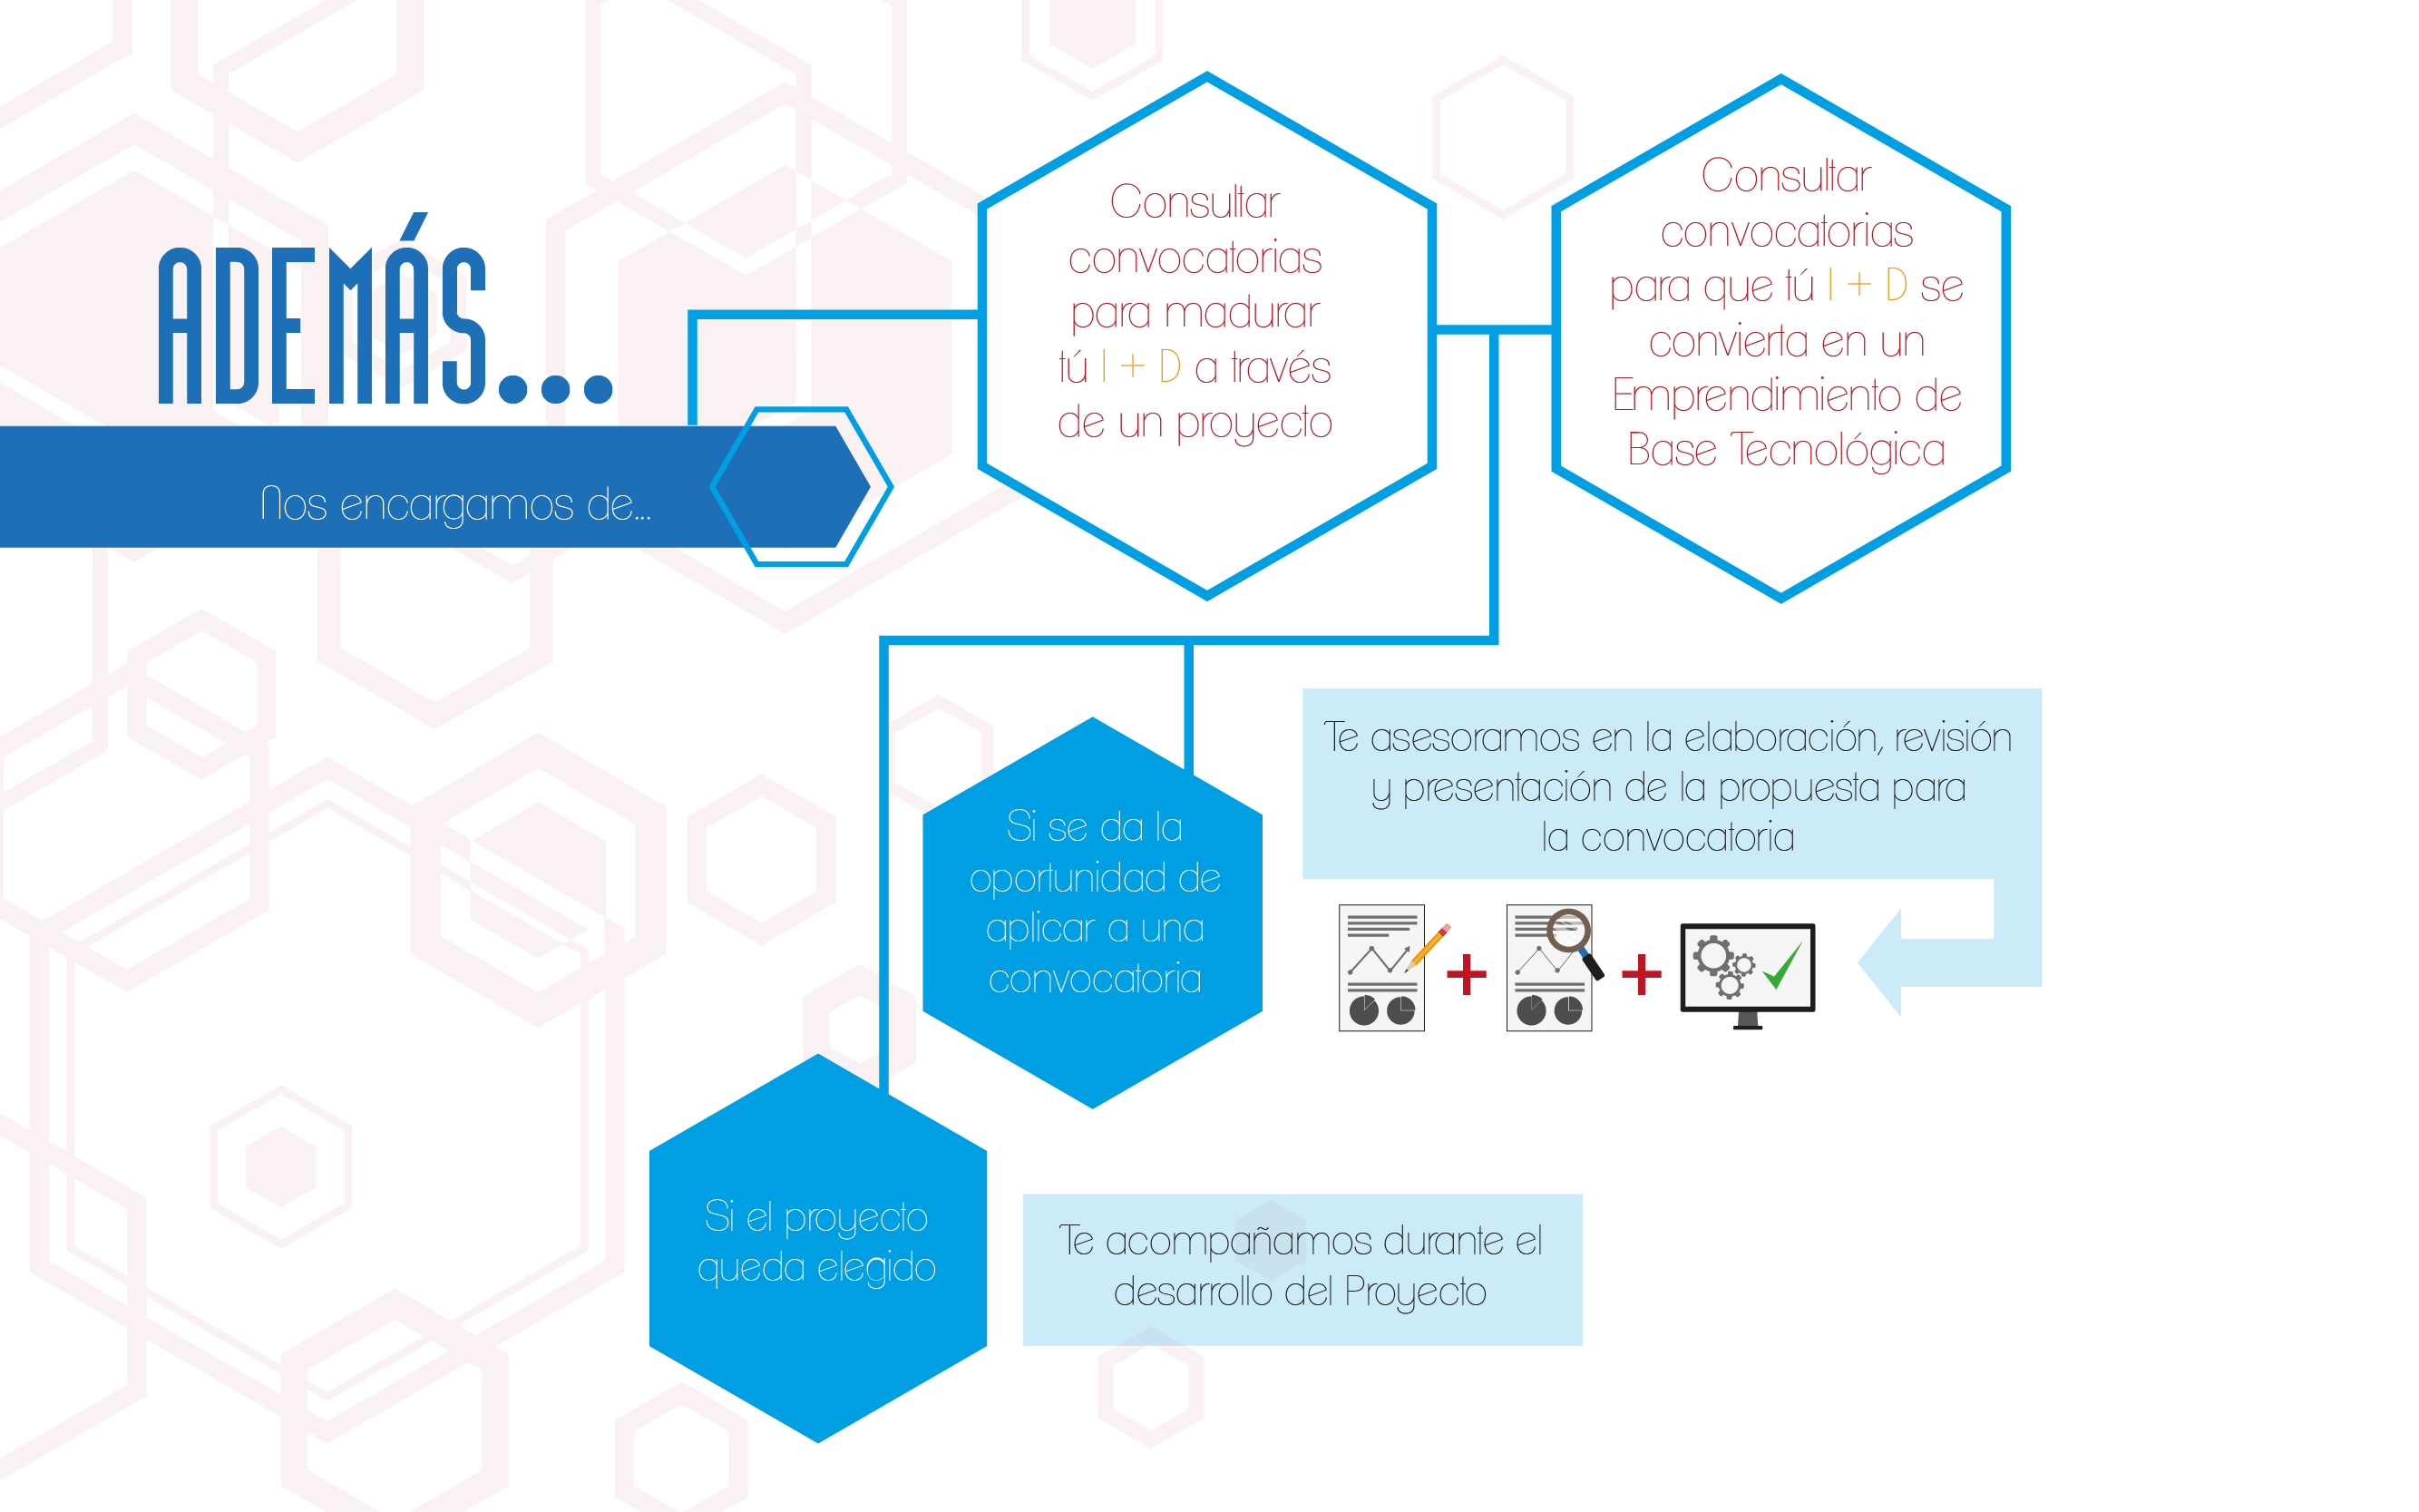 ADEMÁS...
Nos encargamos de...
Consultar
convocatorias
para madurar
tú I + D a través
de un proyecto
Consultar
convocatorias
para que tú I + D se
convierta en un
Emprendimiento de
Base Tecnológica
Si se da la
oportunidad de
aplicar a una
convocatoria
Te asesoramos en la elaboración, revisión
y presentación de la propuesta para
la convocatoria
Si el proyecto
queda elegido
Te acompañamos durante el
desarrollo del Proyecto